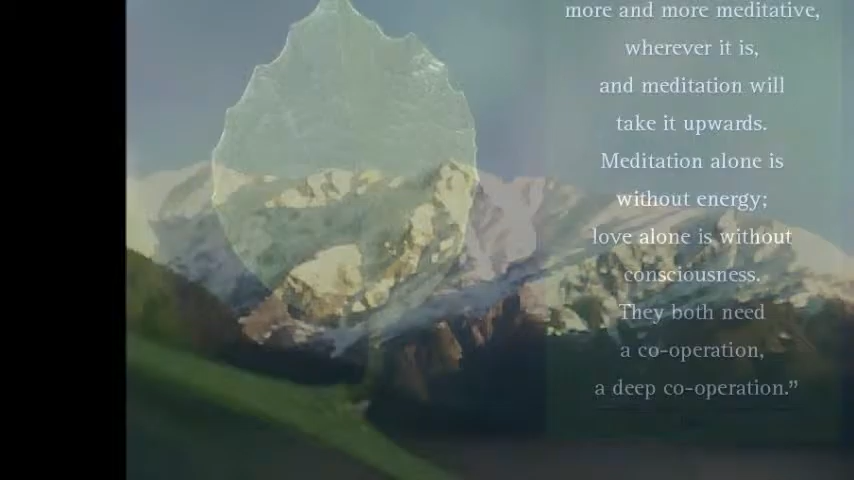 more and more meditative,
wherever it is,
and meditation will
take it upwards.
Meditation alone is
without energy;
love alone is without
consciousness.
They both need
a co-operation,
a deep co-operation.”